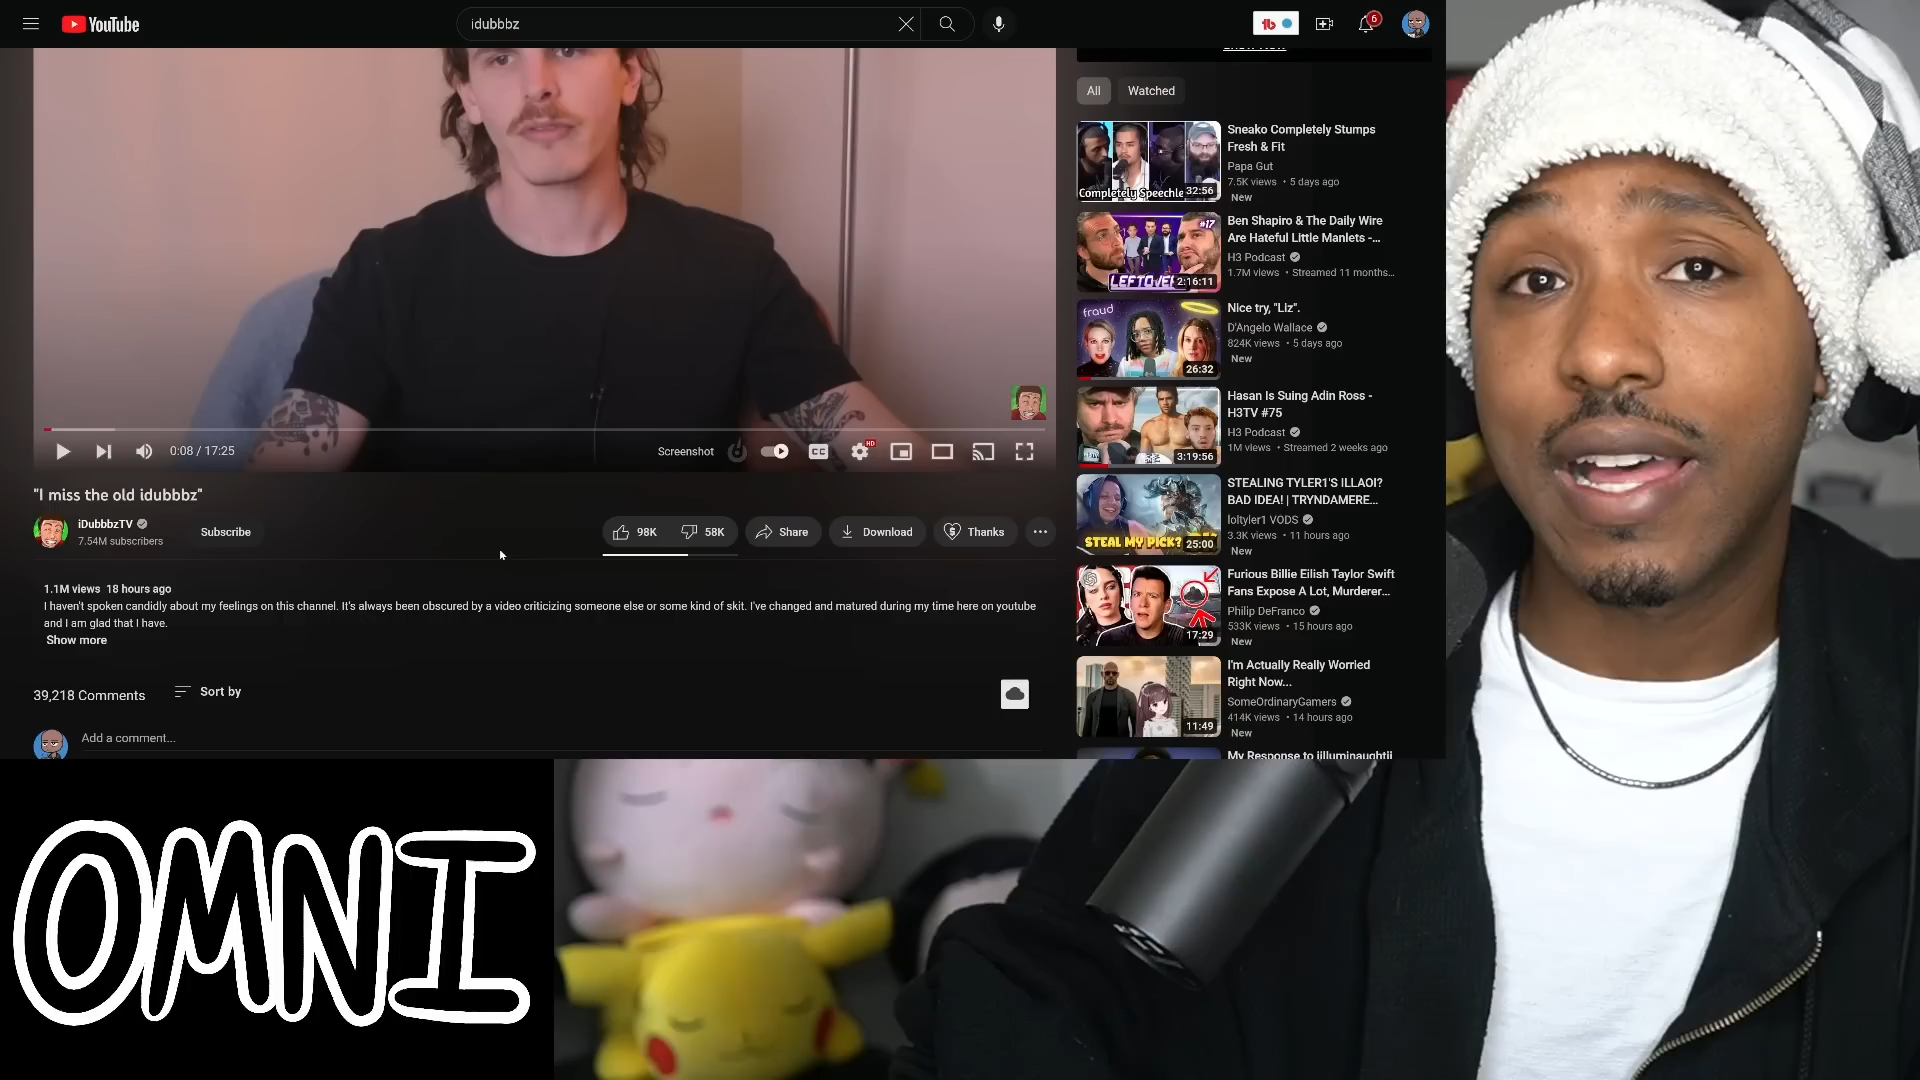 YouTube
idubbbz
6
All
Watched
Completely Speechle
32:56
Sneako Completely Stumps
Fresh & Fit
Papa Gut
7.5K views • 5 days ago
New
#17
2:16:11
Ben Shapiro & The Daily Wire
Are Hateful Little Manlets -...
H3 Podcast
1.7M views • Streamed 11 months...
fraud
26:32
Nice try, "Liz".
D'Angelo Wallace
824K views • 5 days ago
New
3:19:56
Hasan Is Suing Adin Ross -
H3TV #75
H3 Podcast
1M views • Streamed 2 weeks ago
STEAL MY PICK?
25:00
STEALING TYLER1'S ILLAOI?
BAD IDEA! | TRYNDAMERE...
loltyler1 VODS
3.3K views • 11 hours ago
New
17:29
Furious Billie Eilish Taylor Swift
Fans Expose A Lot, Murderer...
Philip DeFranco
533K views • 15 hours ago
New
11:49
I'm Actually Really Worried
Right Now...
SomeOrdinaryGamers
414K views • 14 hours ago
New
My Response to iilluminaughtii
0:08 / 17:25
Screenshot
CC
HD
"I miss the old idubbbz"
iDubbbzTV
7.54M subscribers
Subscribe
98K
58K
Share
Download
Thanks
1.1M views 18 hours ago
I haven't spoken candidly about my feelings on this channel. It's always been obscured by a video criticizing someone else or some kind of skit. I've changed and matured during my time here on youtube
and I am glad that I have.
Show more
39,218 Comments
Sort by
Add a comment...
OMNI